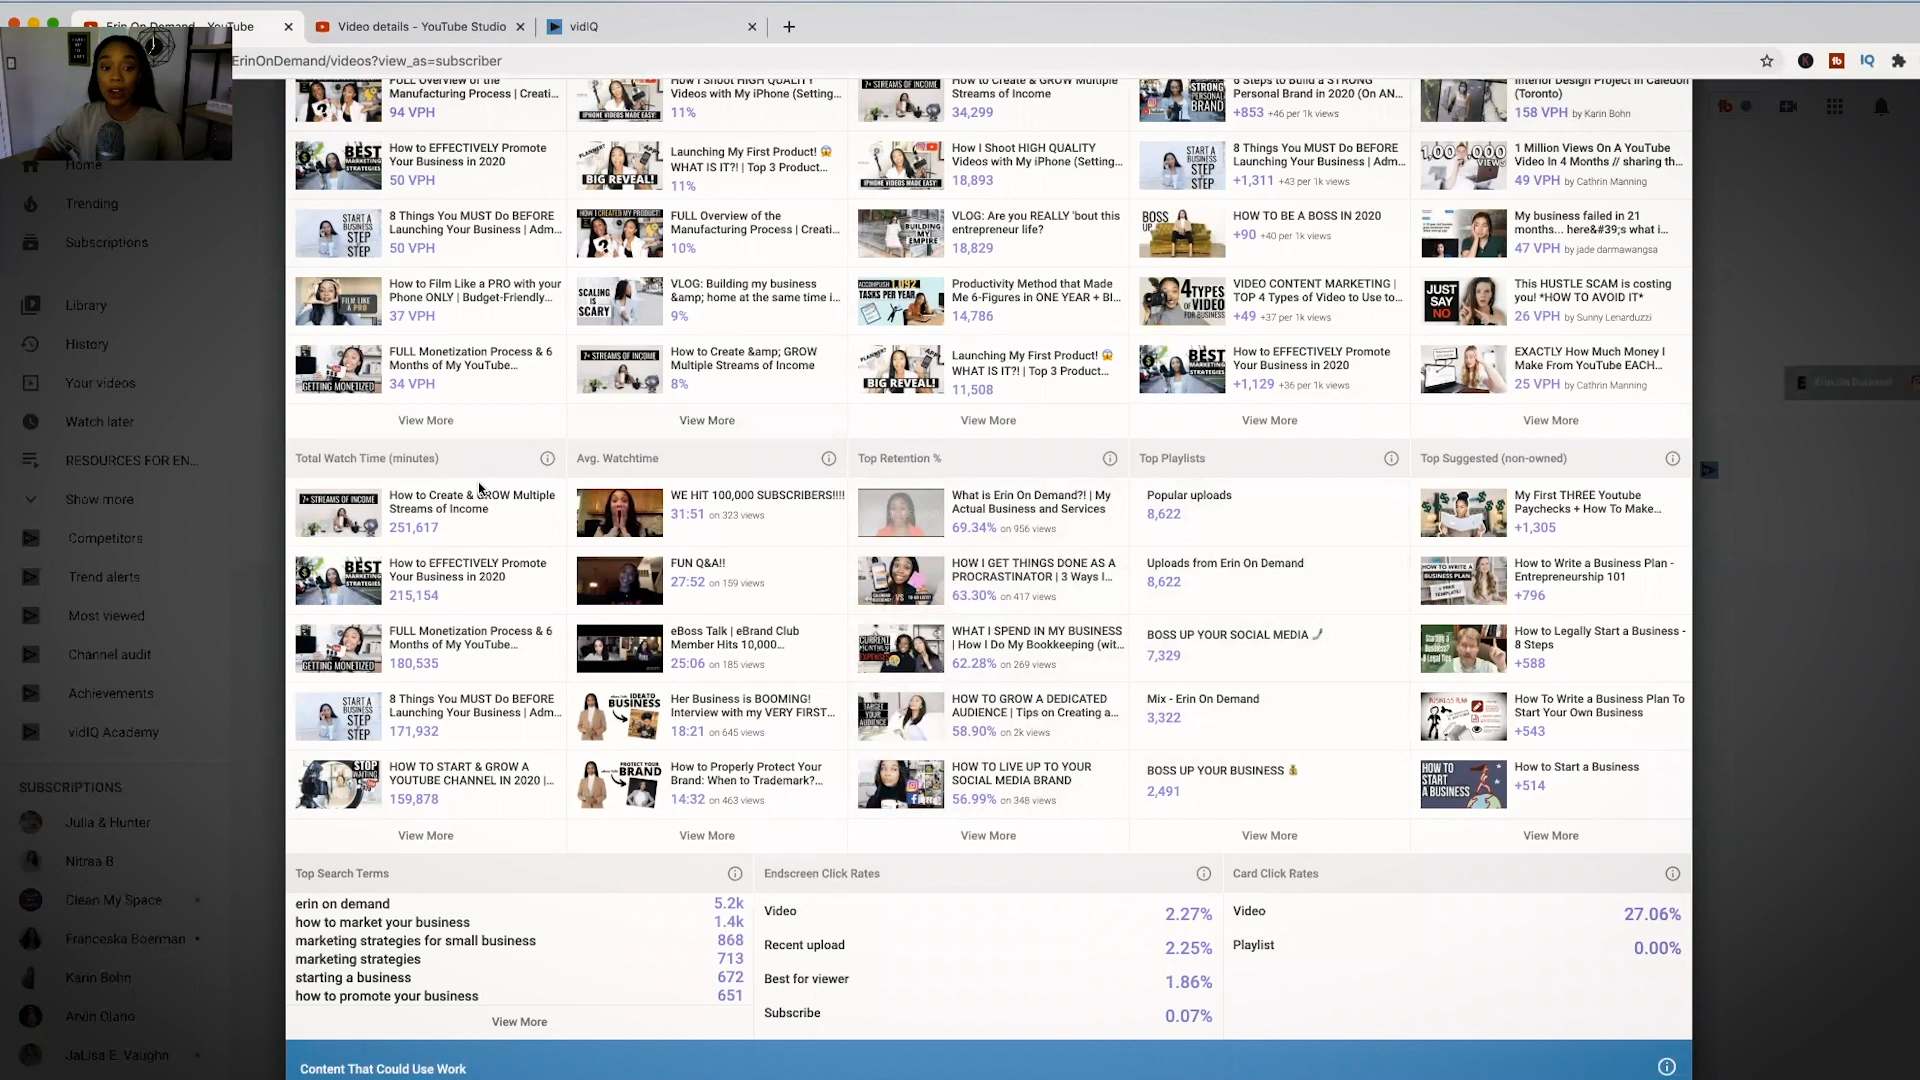 Erin On Demand - YouTube
Video details - YouTube Studio
vidIQ
ErinOnDemand/videos?view_as=subscriber
Home
Trending
Subscriptions
Library
History
Your videos
Watch later
RESOURCES FOR EN...
Show more
Competitors
Trend alerts
Most viewed
Channel audit
Achievements
vidIQ Academy
SUBSCRIPTIONS
Julia & Hunter
Nitraa B
Clean My Space
Franceska Boerman
Karin Bohn
Arvin Olano
JaLisa E. Vaughn
FULL Overview of the
Manufacturing Process | Creati...
94 VPH
How to EFFECTIVELY Promote
Your Business in 2020
50 VPH
8 Things You MUST Do BEFORE
Launching Your Business | Adm...
50 VPH
How to Film Like a PRO with your
Phone ONLY | Budget-Friendly...
37 VPH
FULL Monetization Process & 6
Months of My YouTube...
34 VPH
View More
How I Shoot HIGH QUALITY
Videos with My iPhone (Setting...
11%
Launching My First Product! 😱
WHAT IS IT?! | Top 3 Product...
11%
FULL Overview of the
Manufacturing Process | Creati...
10%
VLOG: Building my business
&amp; home at the same time i...
9%
How to Create &amp; GROW
Multiple Streams of Income
8%
View More
How to Create & GROW Multiple
Streams of Income
34,299
How I Shoot HIGH QUALITY
Videos with My iPhone (Setting...
18,893
VLOG: Are you REALLY 'bout this
entrepreneur life?
18,829
Productivity Method that Made
Me 6-Figures in ONE YEAR + BI...
14,786
Launching My First Product! 😱
WHAT IS IT?! | Top 3 Product...
11,508
View More
6 Steps to Build a STRONG
Personal Brand in 2020 (On AN...
+853 +46 per 1k views
8 Things You MUST Do BEFORE
Launching Your Business | Adm...
+1,311 +43 per 1k views
HOW TO BE A BOSS IN 2020
+90 +40 per 1k views
VIDEO CONTENT MARKETING |
TOP 4 Types of Video to Use to...
+49 +37 per 1k views
How to EFFECTIVELY Promote
Your Business in 2020
+1,129 +36 per 1k views
View More
Interior Design Project in Caledon
(Toronto)
158 VPH by Karin Bohn
1 Million Views On A YouTube
Video In 4 Months // sharing th...
49 VPH by Cathrin Manning
My business failed in 21
months... here&#39;s what i...
47 VPH by jade darmawangsa
This HUSTLE SCAM is costing
you! *HOW TO AVOID IT*
26 VPH by Sunny Lenarduzzi
EXACTLY How Much Money I
Make From YouTube EACH...
25 VPH by Cathrin Manning
View More
Total Watch Time (minutes)
How to Create & GROW Multiple
Streams of Income
251,617
How to EFFECTIVELY Promote
Your Business in 2020
215,154
FULL Monetization Process & 6
Months of My YouTube...
180,535
8 Things You MUST Do BEFORE
Launching Your Business | Adm...
171,932
HOW TO START & GROW A
YOUTUBE CHANNEL IN 2020 |...
159,878
View More
Avg. Watchtime
WE HIT 100,000 SUBSCRIBERS!!!!
31:51 on 323 views
FUN Q&A!!
27:52 on 159 views
eBoss Talk | eBrand Club
Member Hits 10,000...
25:06 on 185 views
Her Business is BOOMING!
Interview with my VERY FIRST...
18:21 on 645 views
How to Properly Protect Your
Brand: When to Trademark?...
14:32 on 463 views
View More
Top Retention %
What is Erin On Demand?! | My
Actual Business and Services
69.34% on 956 views
HOW I GET THINGS DONE AS A
PROCRASTINATOR | 3 Ways I...
63.30% on 417 views
WHAT I SPEND IN MY BUSINESS
| How I Do My Bookkeeping (wit...
62.28% on 269 views
HOW TO GROW A DEDICATED
AUDIENCE | Tips on Creating a...
58.90% on 2k views
HOW TO LIVE UP TO YOUR
SOCIAL MEDIA BRAND
56.99% on 348 views
View More
Top Playlists
Popular uploads
8,622
Uploads from Erin On Demand
8,622
BOSS UP YOUR SOCIAL MEDIA 🤳
7,329
Mix - Erin On Demand
3,322
BOSS UP YOUR BUSINESS 💰
2,491
View More
Top Suggested (non-owned)
My First THREE Youtube
Paychecks + How To Make...
+1,305
How to Write a Business Plan -
Entrepreneurship 101
+796
How to Legally Start a Business -
8 Steps
+588
How To Write a Business Plan To
Start Your Own Business
+543
How to Start a Business
+514
View More
Top Search Terms
erin on demand 5.2k
how to market your business 1.4k
marketing strategies for small business 868
marketing strategies 713
starting a business 672
how to promote your business 651
View More
Endscreen Click Rates
Video 2.27%
Recent upload 2.25%
Best for viewer 1.86%
Subscribe 0.07%
Card Click Rates
Video 27.06%
Playlist 0.00%
Content That Could Use Work